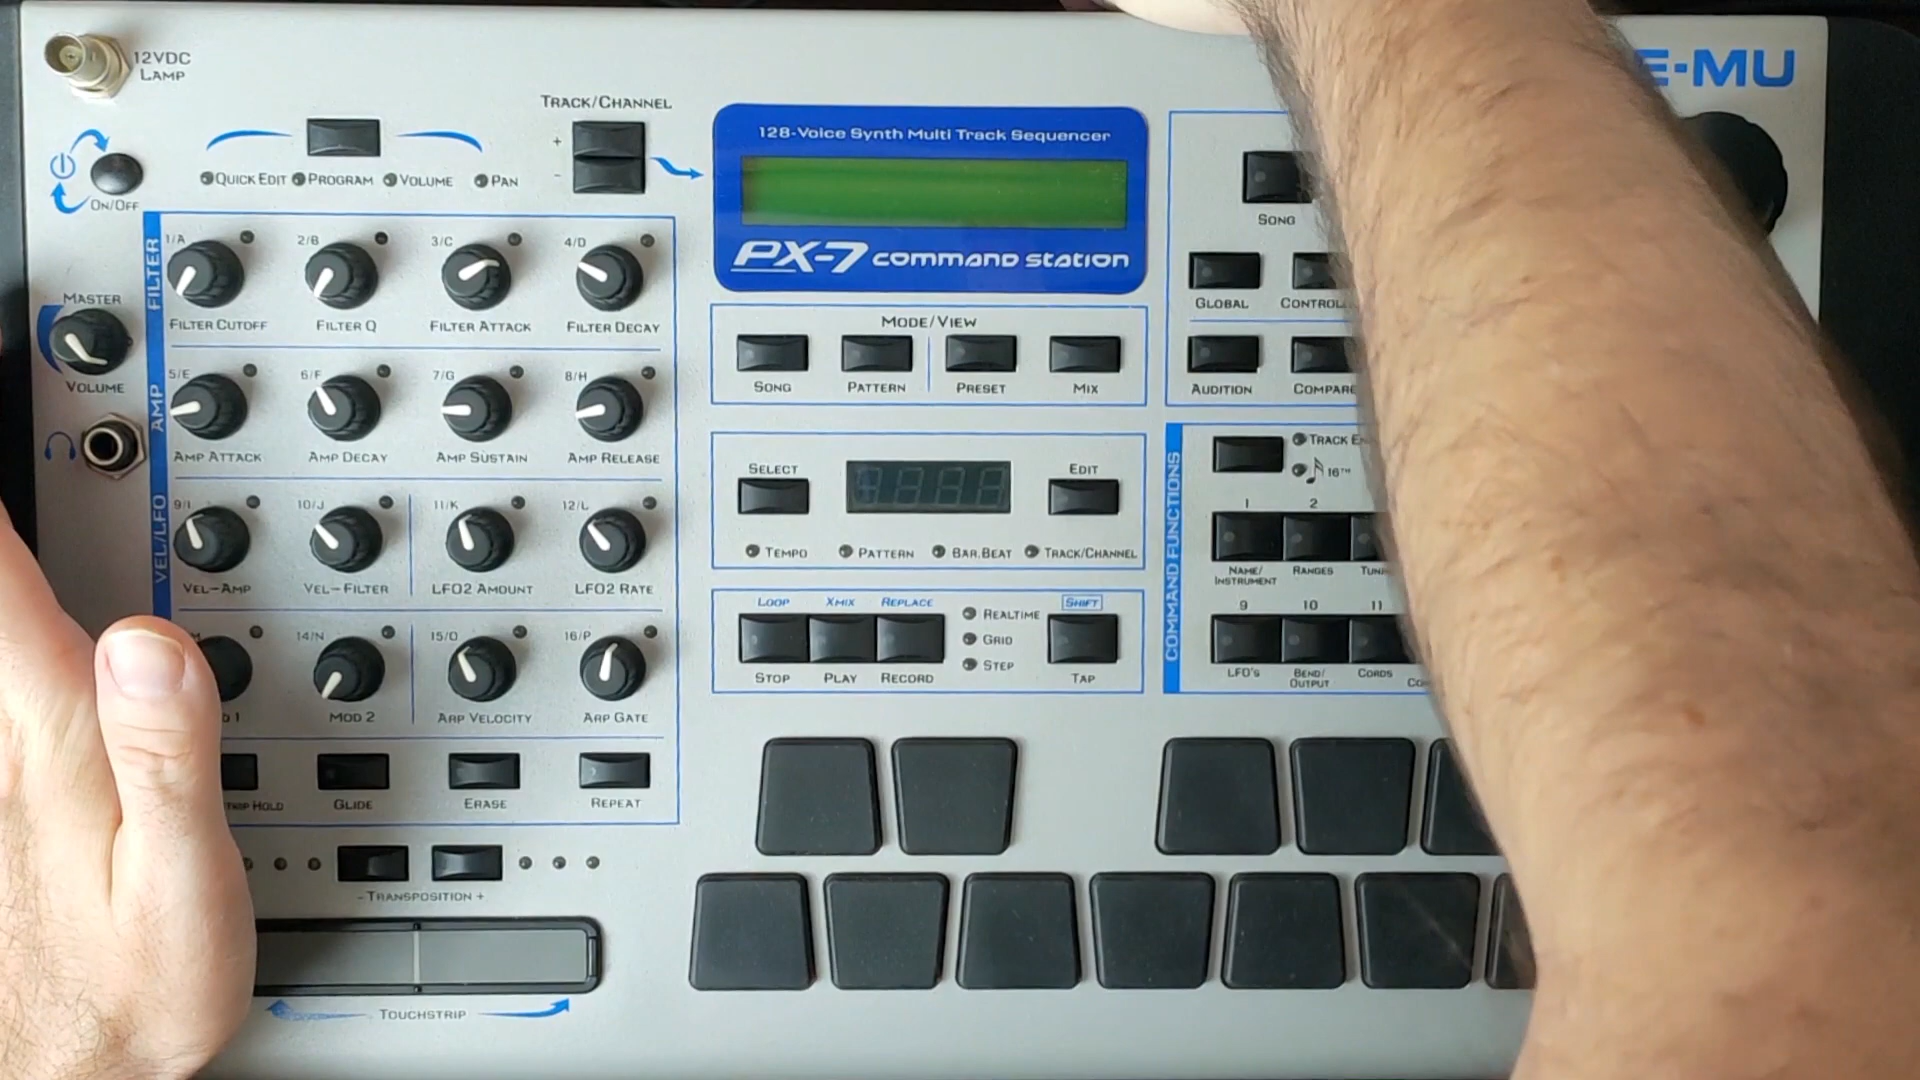 12VDC
LAMP
ON/OFF
QUICK EDIT
PROGRAM
VOLUME
PAN
TRACK/CHANNEL
+
-
128-Voice Synth Multi Track Sequencer
PX-7 COMMAND STATION
E-MU
MASTER
VOLUME
FILTER
1/A
2/B
3/C
4/D
FILTER CUTOFF
FILTER Q
FILTER ATTACK
FILTER DECAY
AMP
5/E
6/F
7/G
8/H
AMP ATTACK
AMP DECAY
AMP SUSTAIN
AMP RELEASE
VEL/LFO
9/I
10/J
11/K
12/L
VEL-AMP
VEL-FILTER
LFO2 AMOUNT
LFO2 RATE
14/N
15/O
16/P
MOD 2
ARP VELOCITY
ARP GATE
HOLD
GLIDE
ERASE
REPEAT
- TRANSPOSITION +
TOUCHSTRIP
MODE/VIEW
SONG
PATTERN
PRESET
MIX
SELECT
EDIT
TEMPO
PATTERN
BAR.BEAT
TRACK/CHANNEL
LOOP
XMIX
REPLACE
REALTIME
GRID
STEP
SHIFT
STOP
PLAY
RECORD
TAP
SONG
GLOBAL
CONTROL
AUDITION
COMPARE
COMMAND FUNCTIONS
TRACK
16TH
1
2
NAME/
INSTRUMENT
RANGES
9
10
11
LFO's
BEND/
OUTPUT
CORDS